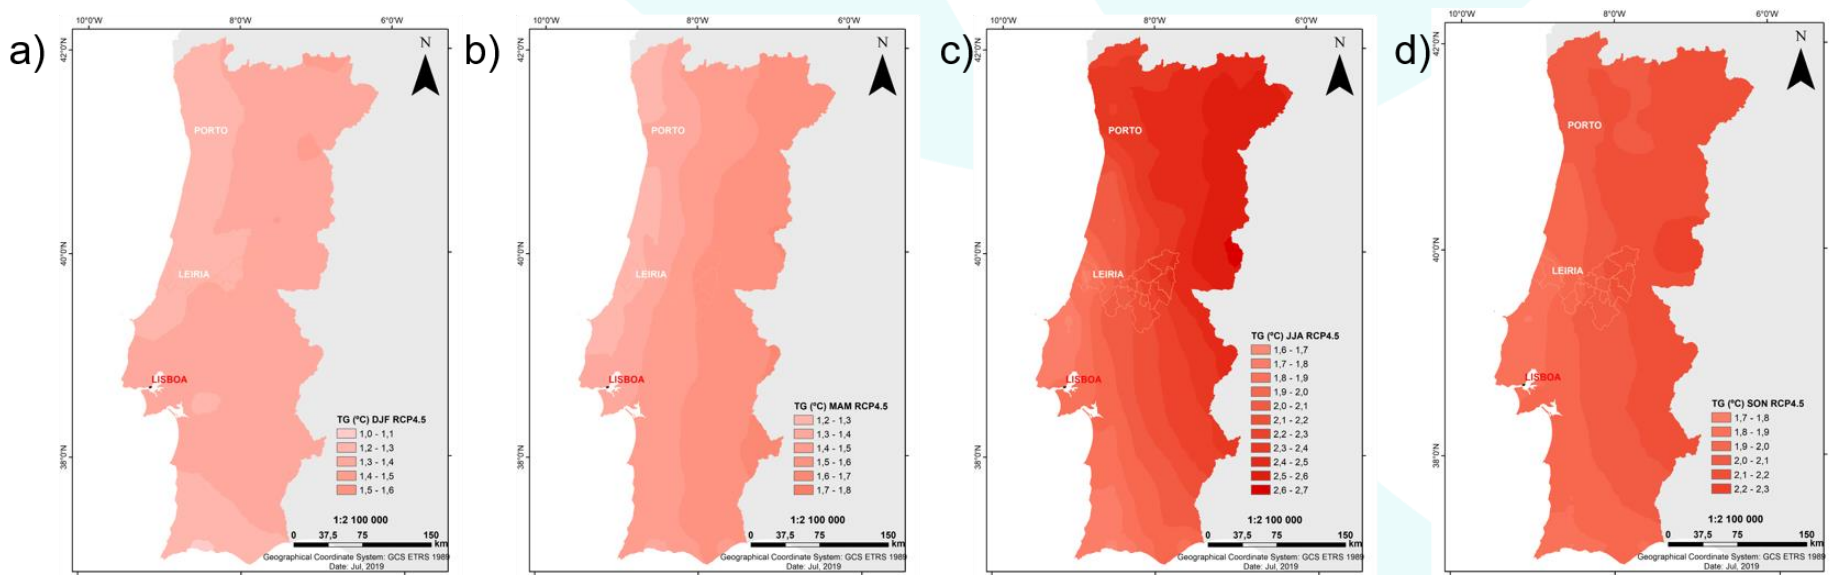 a)
10°0'W 8°0'W 6°0'W
42°0'N
40°0'N
38°0'N
N
PORTO
LEIRIA
LISBOA
TG (ºC) DJF RCP4.5
1,0 - 1,1
1,2 - 1,3
1,3 - 1,4
1,4 - 1,5
1,5 - 1,6
1:2 100 000
0 37,5 75 150
km
Geographical Coordinate System: GCS ETRS 1989
Date: Jul, 2019
b)
10°0'W 8°0'W 6°0'W
42°0'N
40°0'N
38°0'N
N
PORTO
LEIRIA
LISBOA
TG (ºC) MAM RCP4.5
1,2 - 1,3
1,3 - 1,4
1,4 - 1,5
1,5 - 1,6
1,6 - 1,7
1,7 - 1,8
1:2 100 000
0 37,5 75 150
km
Geographical Coordinate System: GCS ETRS 1989
Date: Jul, 2019
c)
10°0'W 8°0'W 6°0'W
42°0'N
40°0'N
38°0'N
N
PORTO
LEIRIA
LISBOA
TG (ºC) JJA RCP4.5
1,6 - 1,7
1,7 - 1,8
1,8 - 1,9
1,9 - 2,0
2,0 - 2,1
2,1 - 2,2
2,2 - 2,3
2,3 - 2,4
2,4 - 2,5
2,5 - 2,6
2,6 - 2,7
1:2 100 000
0 37,5 75 150
km
Geographical Coordinate System: GCS ETRS 1989
Date: Jul, 2019
d)
10°0'W 8°0'W 6°0'W
42°0'N
40°0'N
38°0'N
N
PORTO
LEIRIA
LISBOA
TG (ºC) SON RCP4.5
1,7 - 1,8
1,8 - 1,9
1,9 - 2,0
2,0 - 2,1
2,1 - 2,2
2,2 - 2,3
1:2 100 000
0 37,5 75 150
km
Geographical Coordinate System: GCS ETRS 1989
Date: Jul, 2019